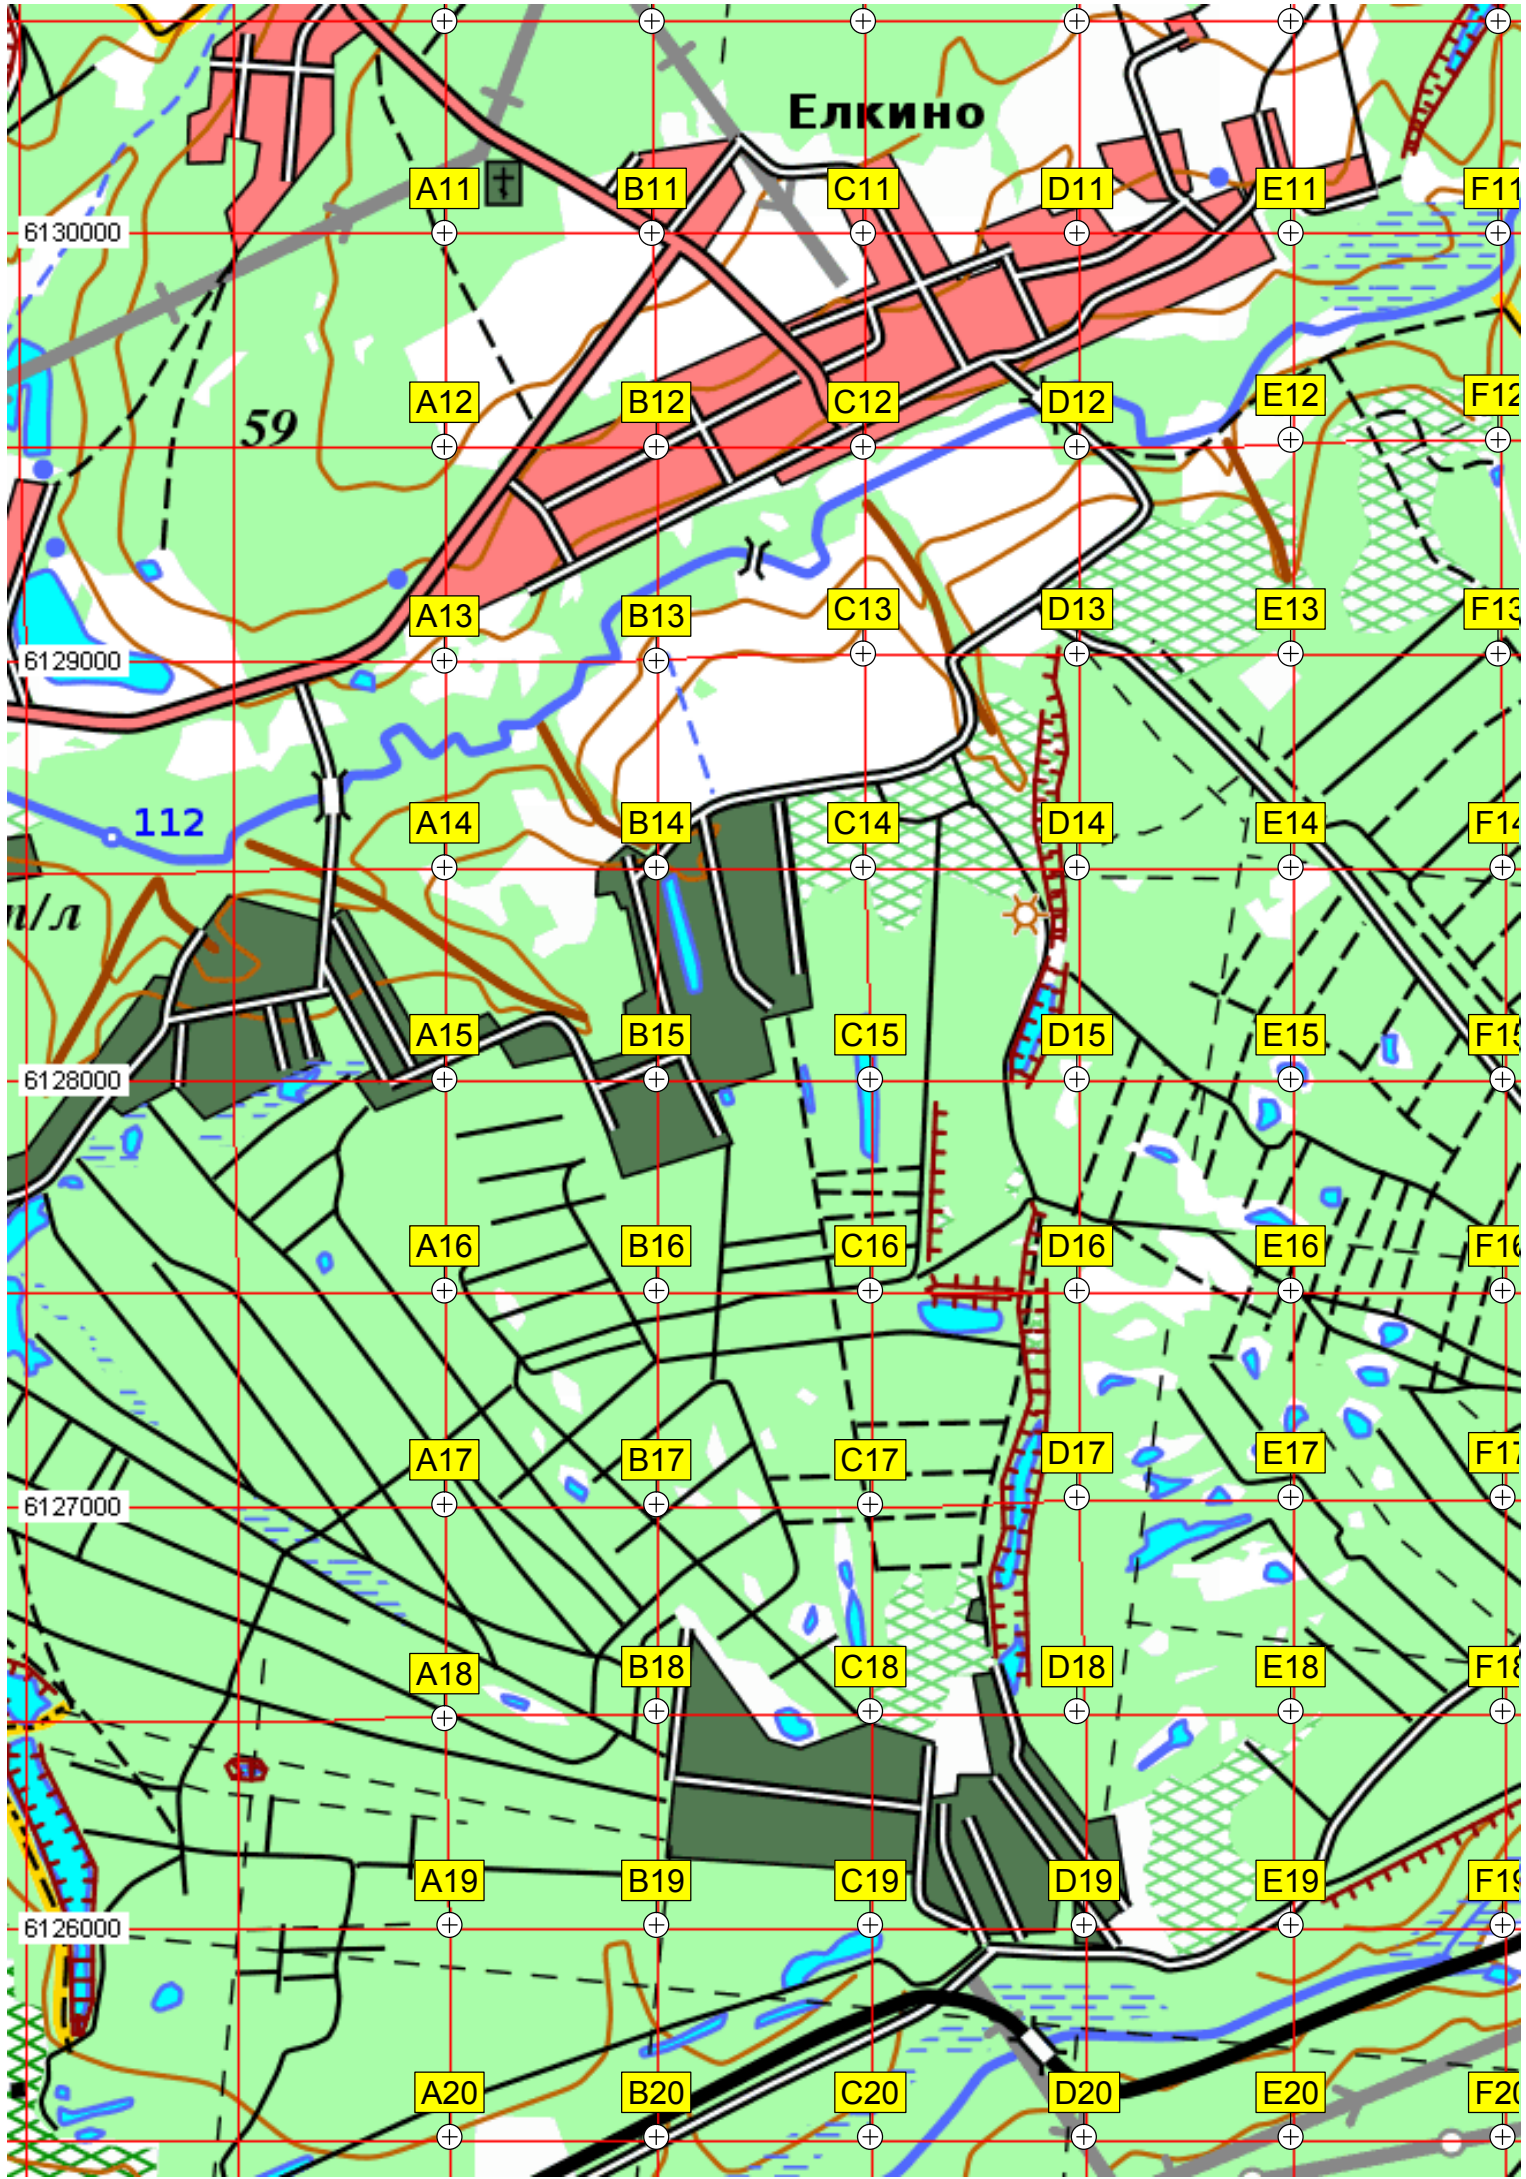 Елкино
A11 B11 C11 D11 E11 F11
6130000
59
A12 B12 C12 D12 E12 F12
A13 B13 C13 D13 E13 F13
6129000
112
A14 B14 C14 D14 E14 F14
п/л
A15 B15 C15 D15 E15 F15
6128000
A16 B16 C16 D16 E16 F16
A17 B17 C17 D17 E17 F17
6127000
A18 B18 C18 D18 E18 F18
A19 B19 C19 D19 E19 F19
6126000
A20 B20 C20 D20 E20 F20